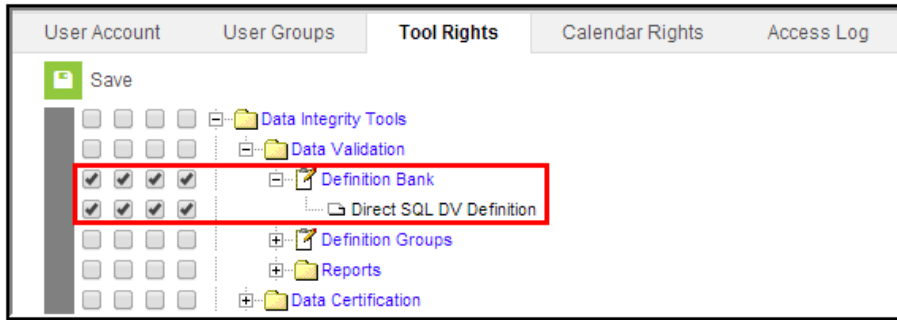 User Account User Groups Tool Rights Calendar Rights Access Log
Save
Data Integrity Tools
Data Validation
Definition Bank
Direct SQL DV Definition
Definition Groups
Reports
Data Certification